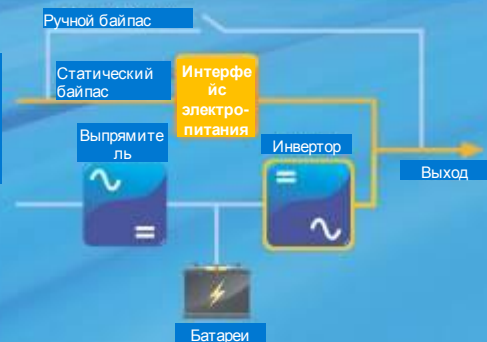 Ручной байпас
Статический
байпас
Интерфе
йс
электро-
питания
Выпрямите
ль
Инвертор
Выход
Батареи